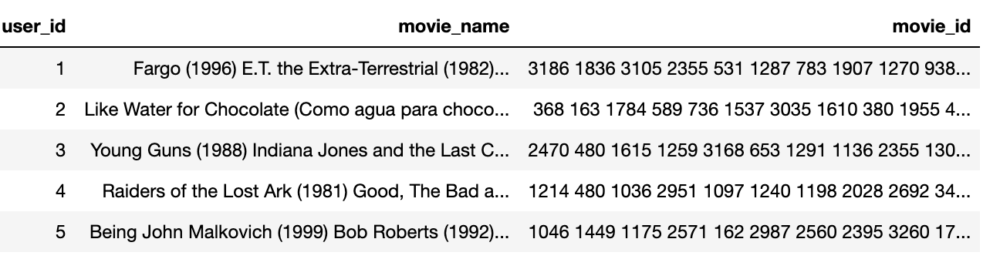 user_id movie_name movie_id
1 Fargo (1996) E.T. the Extra-Terrestrial (1982)... 3186 1836 3105 2355 531 1287 783 1907 1270 938...
2 Like Water for Chocolate (Como agua para choco... 368 163 1784 589 736 1537 3035 1610 380 1955 4...
3 Young Guns (1988) Indiana Jones and the Last C... 2470 480 1615 1259 3168 653 1291 1136 2355 130...
4 Raiders of the Lost Ark (1981) Good, The Bad a... 1214 480 1036 2951 1097 1240 1198 2028 2692 34...
5 Being John Malkovich (1999) Bob Roberts (1992)... 1046 1449 1175 2571 162 2987 2560 2395 3260 17...